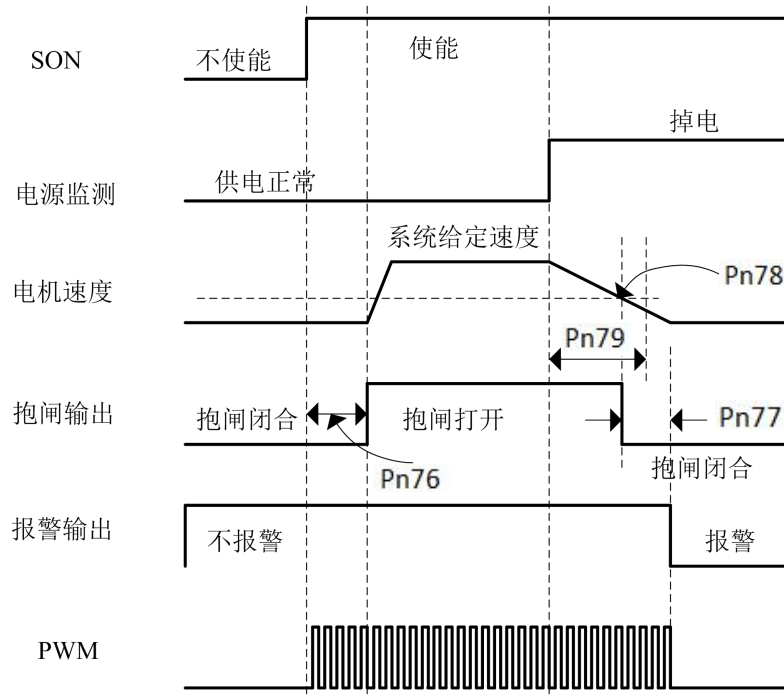 SON
不使能
使能
掉电
电源监测
供电正常
系统给定速度
电机速度
Pn78
Pn79
抱闸输出
抱闸闭合
抱闸打开
Pn77
抱闸闭合
Pn76
报警输出
不报警
报警
PWM